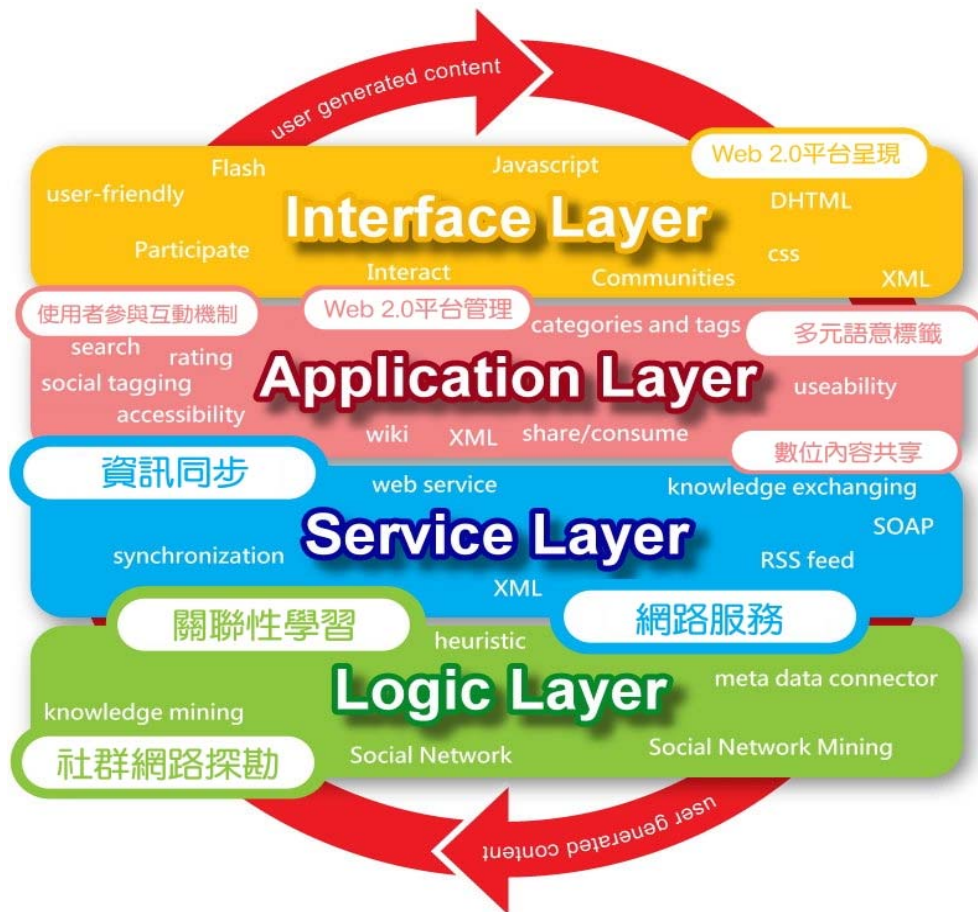 user generated content
Web 2.0平台呈現
Flash
Javascript
user-friendly
DHTML
Interface Layer
Participate
css
Interact
Communities
XML
使用者參與互動機制
Web 2.0平台管理
categories and tags
多元語意標籤
search
rating
social tagging
Application Layer
useability
accessibility
wiki
XML
share/consume
數位內容共享
資訊同步
web service
knowledge exchanging
SOAP
Service Layer
synchronization
RSS feed
XML
關聯性學習
網路服務
heuristic
Logic Layer
meta data connector
knowledge mining
Social Network
Social Network Mining
社群網路探勘
user generated content